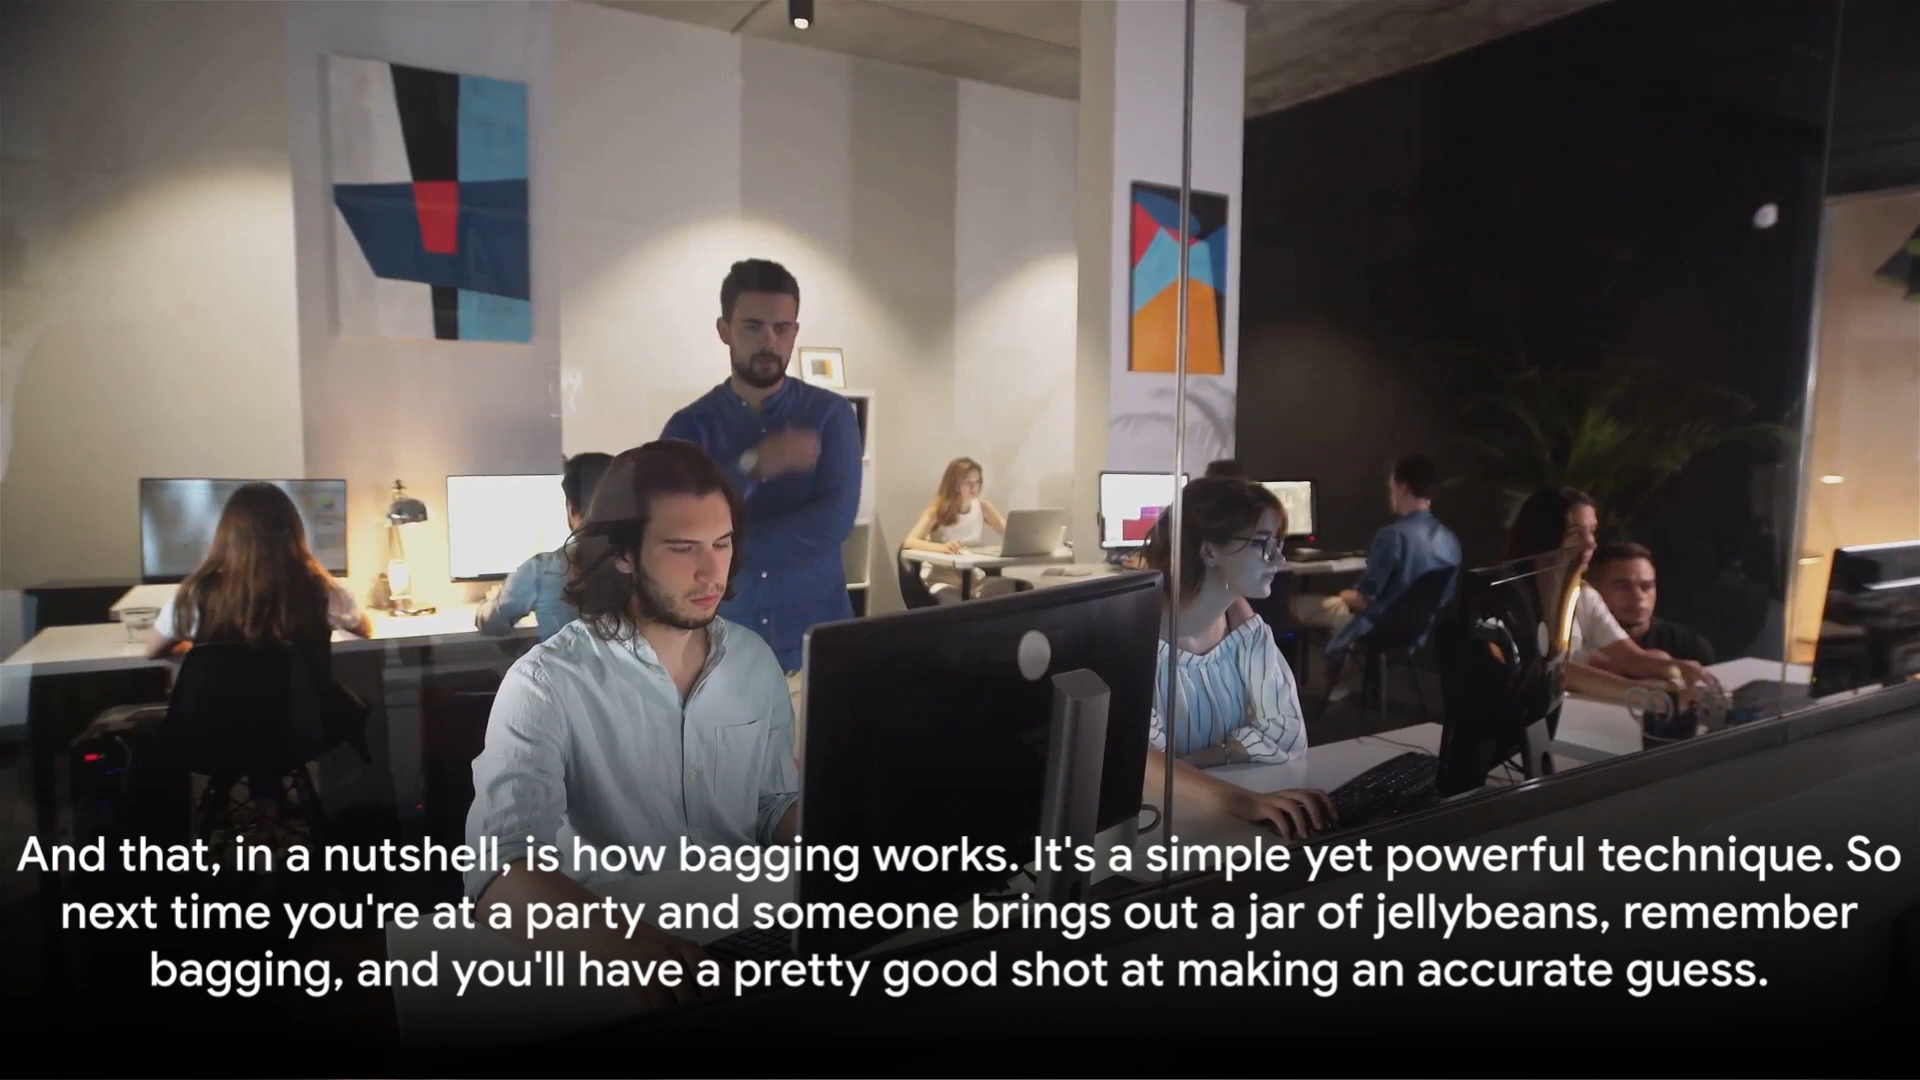 And that, in a nutshell, is how bagging works. It's a simple yet powerful technique. So
next time you're at a party and someone brings out a jar of jellybeans, remember
bagging, and you'll have a pretty good shot at making an accurate guess.